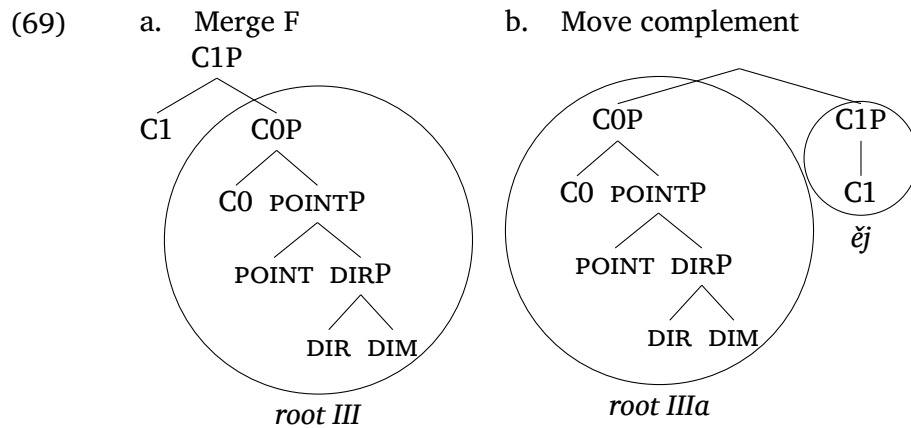 (69) a. Merge F b. Move complement
C1P
C1 C0P
C0 POINTP
POINT DIRP
DIR DIM
root III
C0P C1P
C0 POINTP C1
ěj
POINT DIRP
DIR DIM
root IIIa